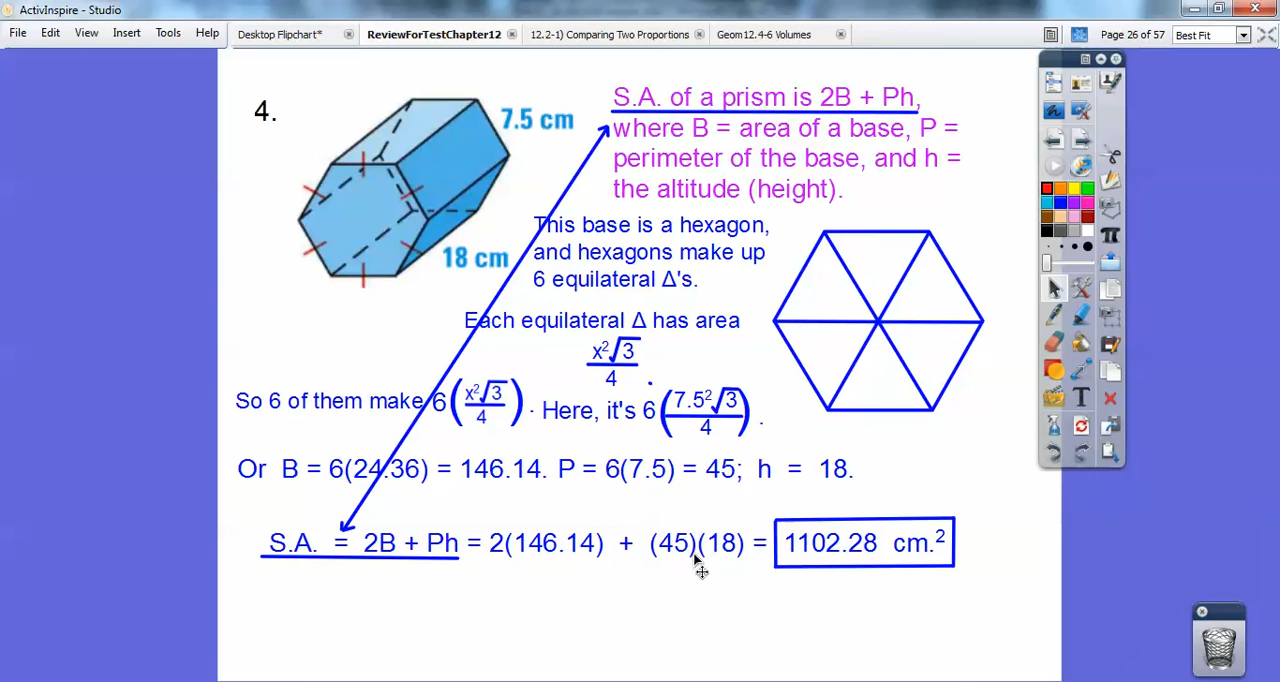 ActivInspire - Studio
File Edit View Insert Tools Help
Desktop Flipchart* ReviewForTestChapter12 12.2-1) Comparing Two Proportions Geom12.4-6 Volumes Page 26 of 57 Best Fit
4.
7.5 cm
18 cm
S.A. of a prism is 2B + Ph,
where B = area of a base, P =
perimeter of the base, and h =
the altitude (height).
This base is a hexagon,
and hexagons make up
6 equilateral Δ's.
Each equilateral Δ has area
x²√3
4 .
So 6 of them make 6(x²√3/4). Here, it's 6(7.5²√3/4).
Or B = 6(24.36) = 146.14. P = 6(7.5) = 45; h = 18.
S.A. = 2B + Ph = 2(146.14) + (45)(18) = 1102.28 cm.²